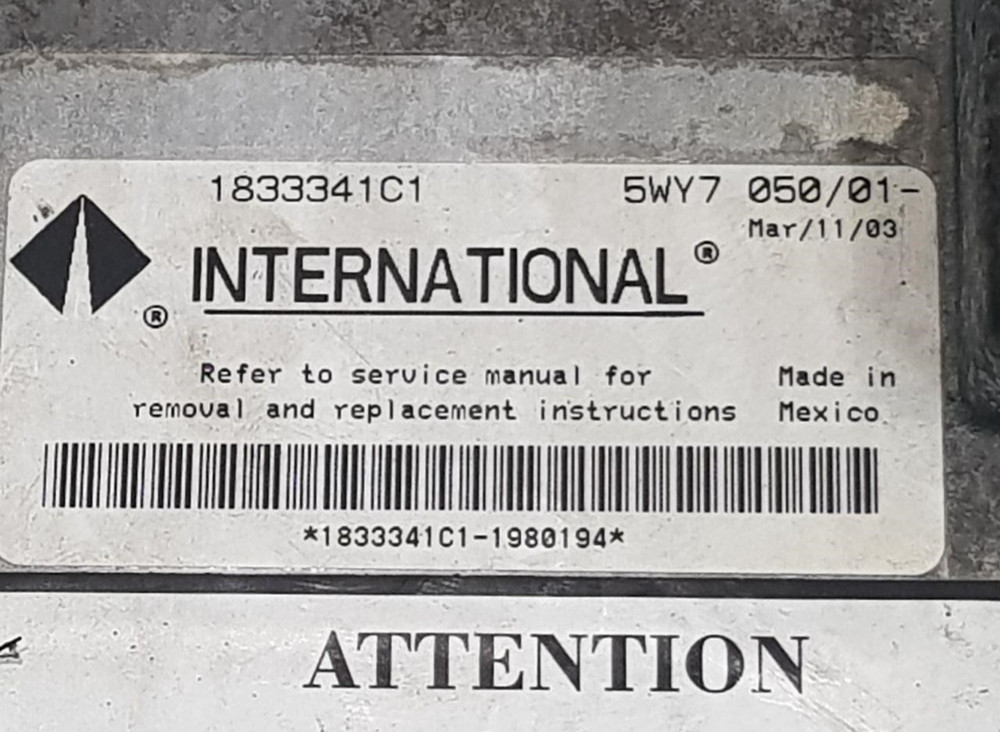 1833341C1 5WY7 050/01-
Mar/11/03
INTERNATIONAL®
®
Refer to service manual for Made in
removal and replacement instructions Mexico
*1833341C1-1980194*
ATTENTION